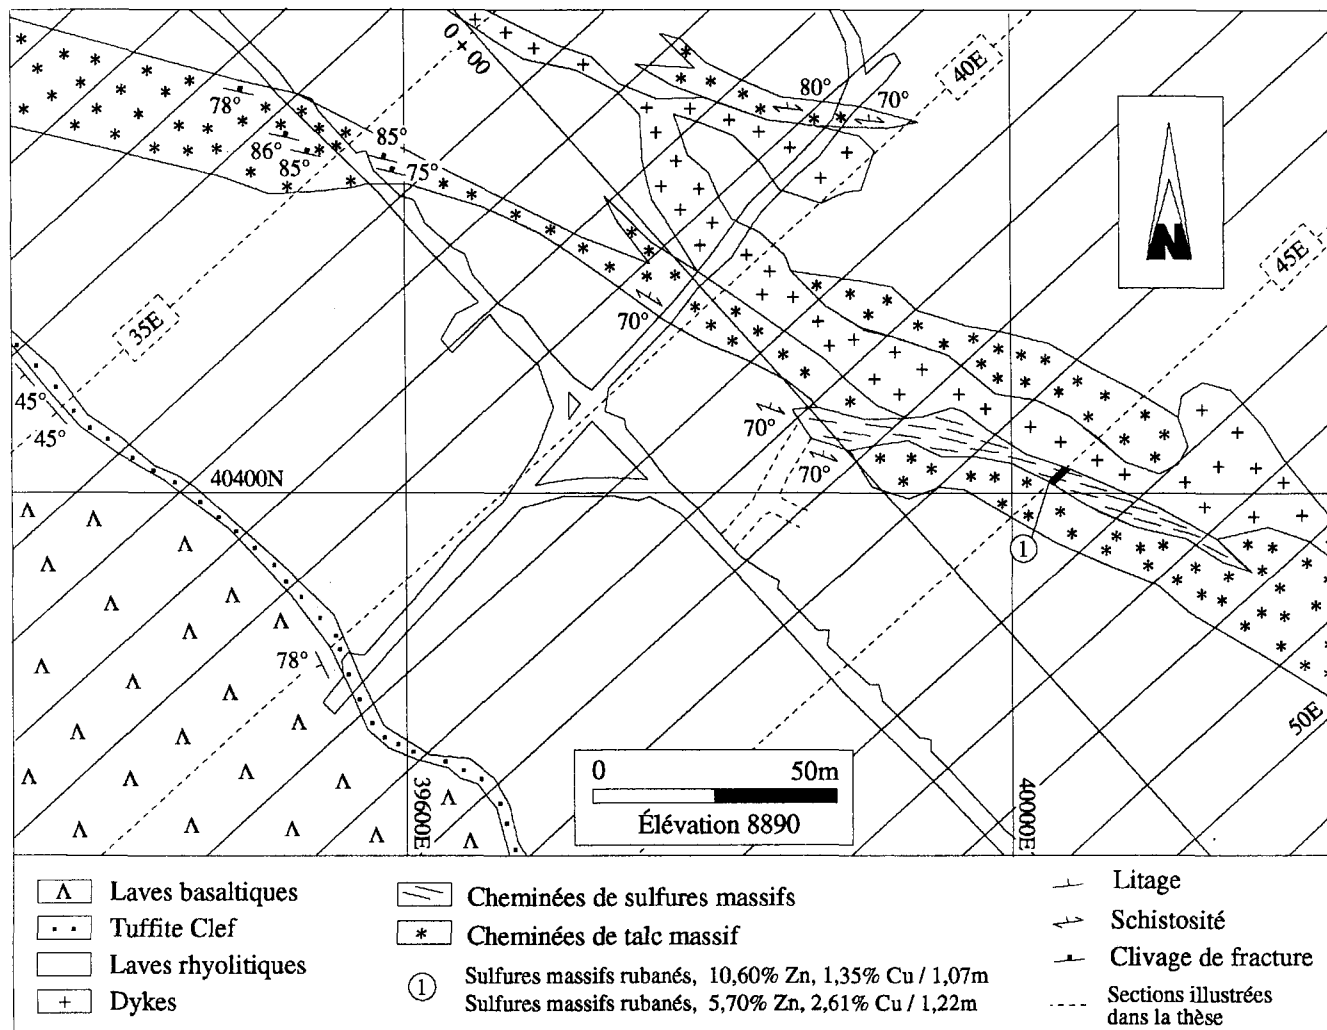 0 + 00
40E
80°
70°
78°
86°
85°
85°
75°
45E
35E
70°
45°
45°
70°
70°
40400N
N
1
78°
50E
39600E
40000E
0 50m
Élévation 8890
Laves basaltiques
Tuffite Clef
Laves rhyolitiques
Dykes
Cheminées de sulfures massifs
Cheminées de talc massif
1 Sulfures massifs rubanés, 10,60% Zn, 1,35% Cu / 1,07m
Sulfures massifs rubanés, 5,70% Zn, 2,61% Cu / 1,22m
Litage
Schistosité
Clivage de fracture
Sections illustrées
dans la thèse